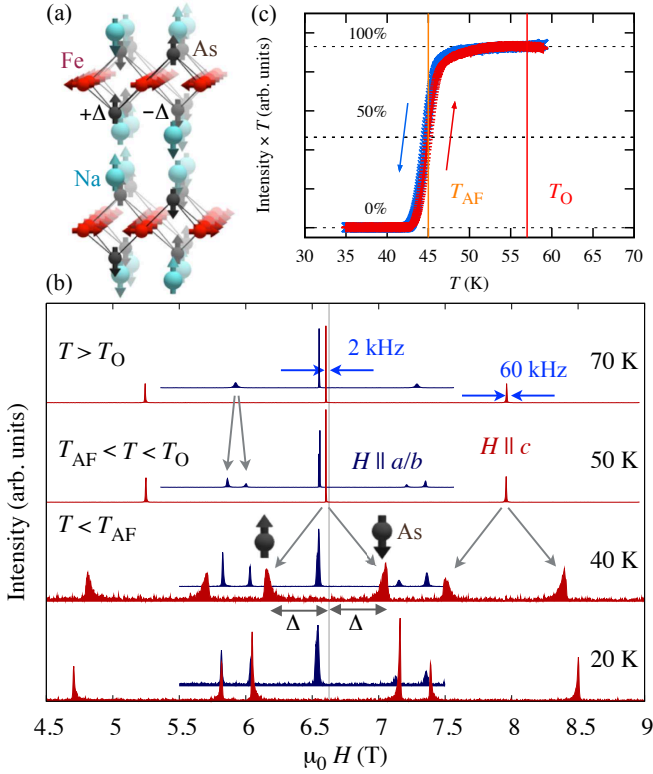 (a)
Fe
As
+Δ
−Δ
Na
(c)
Intensity × T (arb. units)
100%
50%
0%
T_AF
T_O
30 35 40 45 50 55 60 65 70
T (K)
(b)
Intensity (arb. units)
T > T_O
2 kHz
70 K
60 kHz
T_AF < T < T_O
H || a/b
H || c
50 K
T < T_AF
As
40 K
Δ
Δ
20 K
4.5 5 5.5 6 6.5 7 7.5 8 8.5 9
μ₀ H (T)